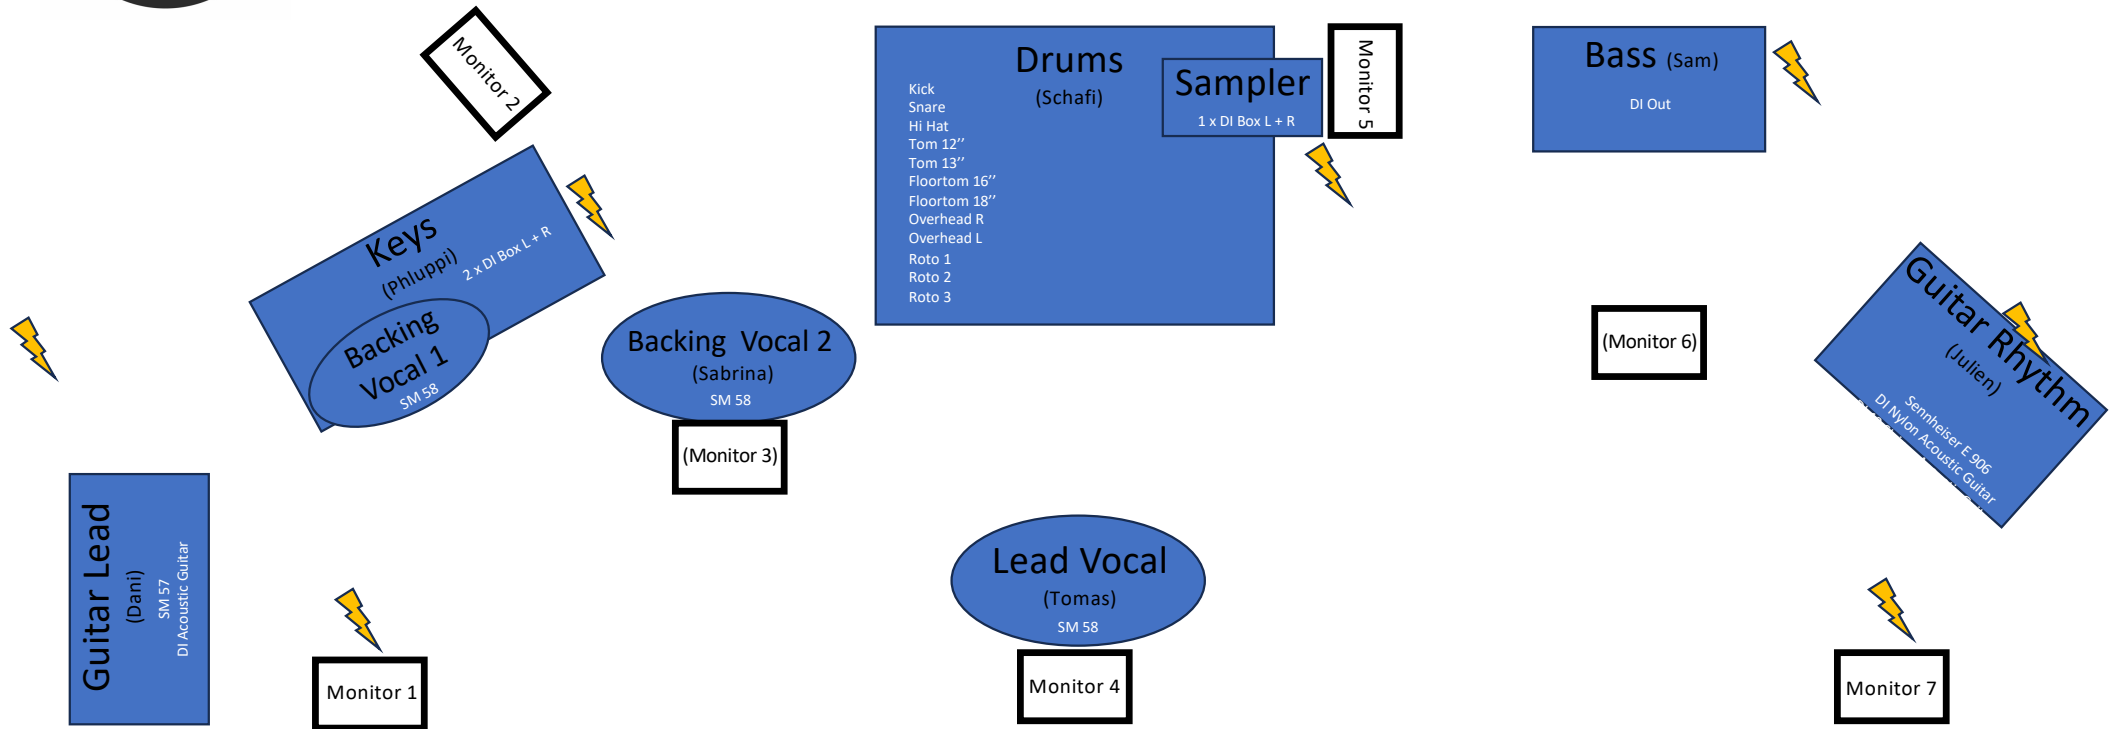 Monitor 2
Keys
(Phluppi)
2 x DI Box L + R
Backing
Vocal 1
SM 58
Backing Vocal 2
(Sabrina)
SM 58
(Monitor 3)
Drums
(Schafi)
Kick
Snare
Hi Hat
Tom 12’’
Tom 13’’
Floortom 16’’
Floortom 18’’
Overhead R
Overhead L
Roto 1
Roto 2
Roto 3
Sampler
1 x DI Box L + R
Monitor 5
Bass (Sam)
DI Out
(Monitor 6)
Guitar Rhythm
(Julien)
Sennheiser E 906
DI Nylon Acoustic Guitar
Guitar Lead
(Dani)
SM 57
DI Acoustic Guitar
Monitor 1
Lead Vocal
(Tomas)
SM 58
Monitor 4
Monitor 7